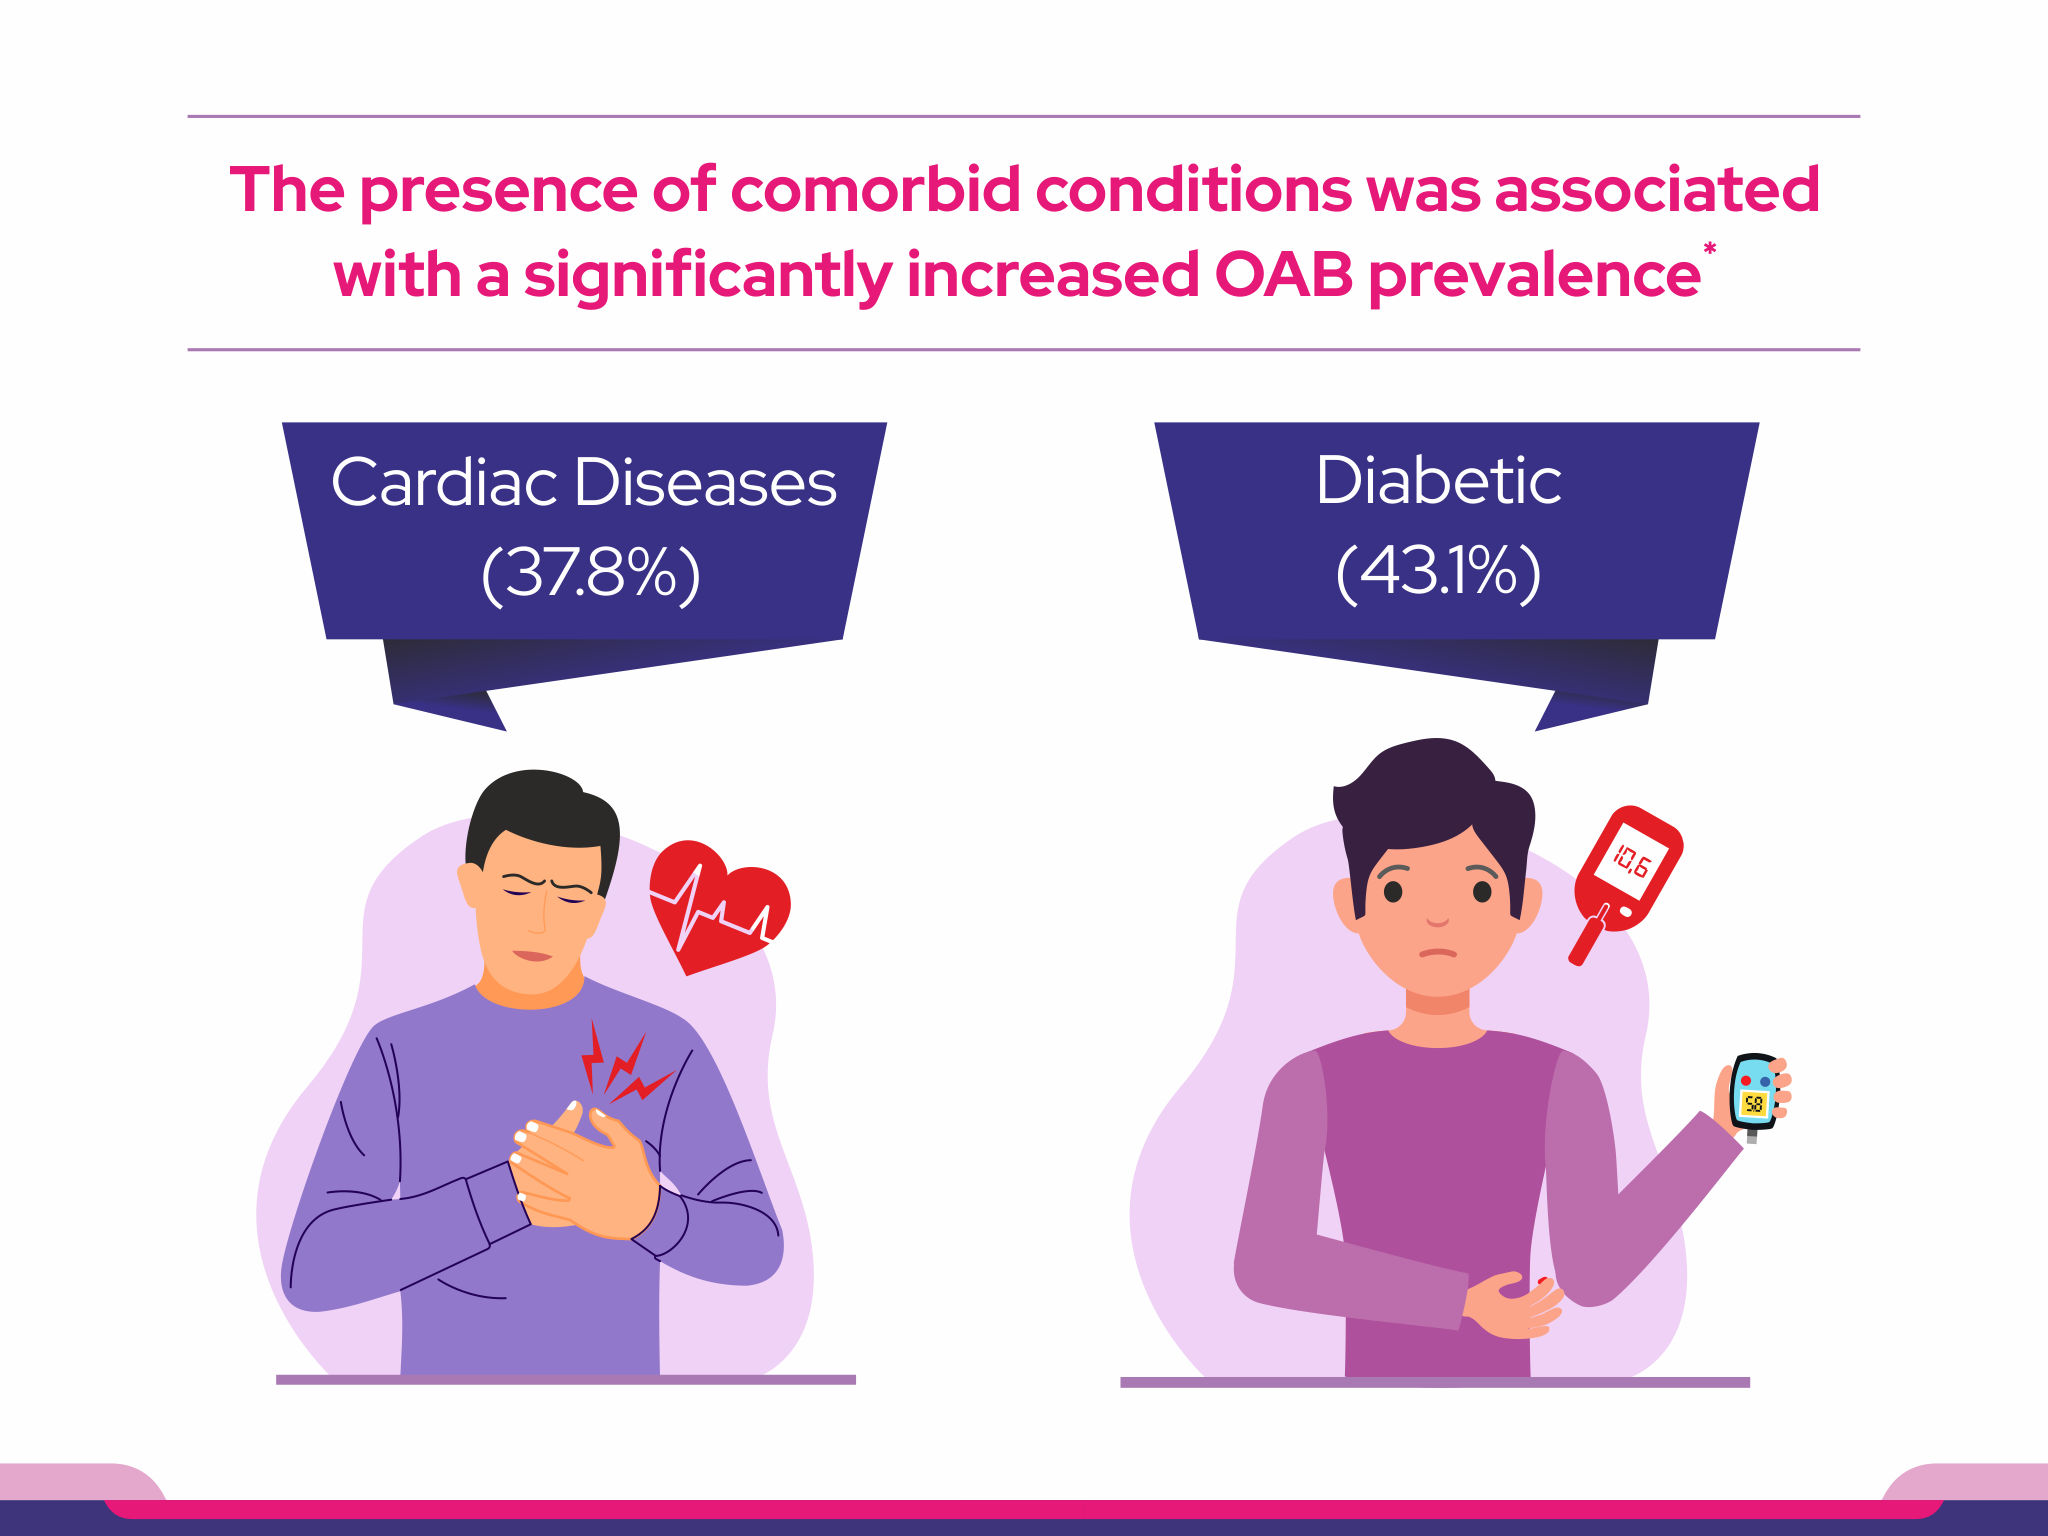 The presence of comorbid conditions was associated
with a significantly increased OAB prevalence*
Cardiac Diseases
(37.8%)
Diabetic
(43.1%)
10,6
58